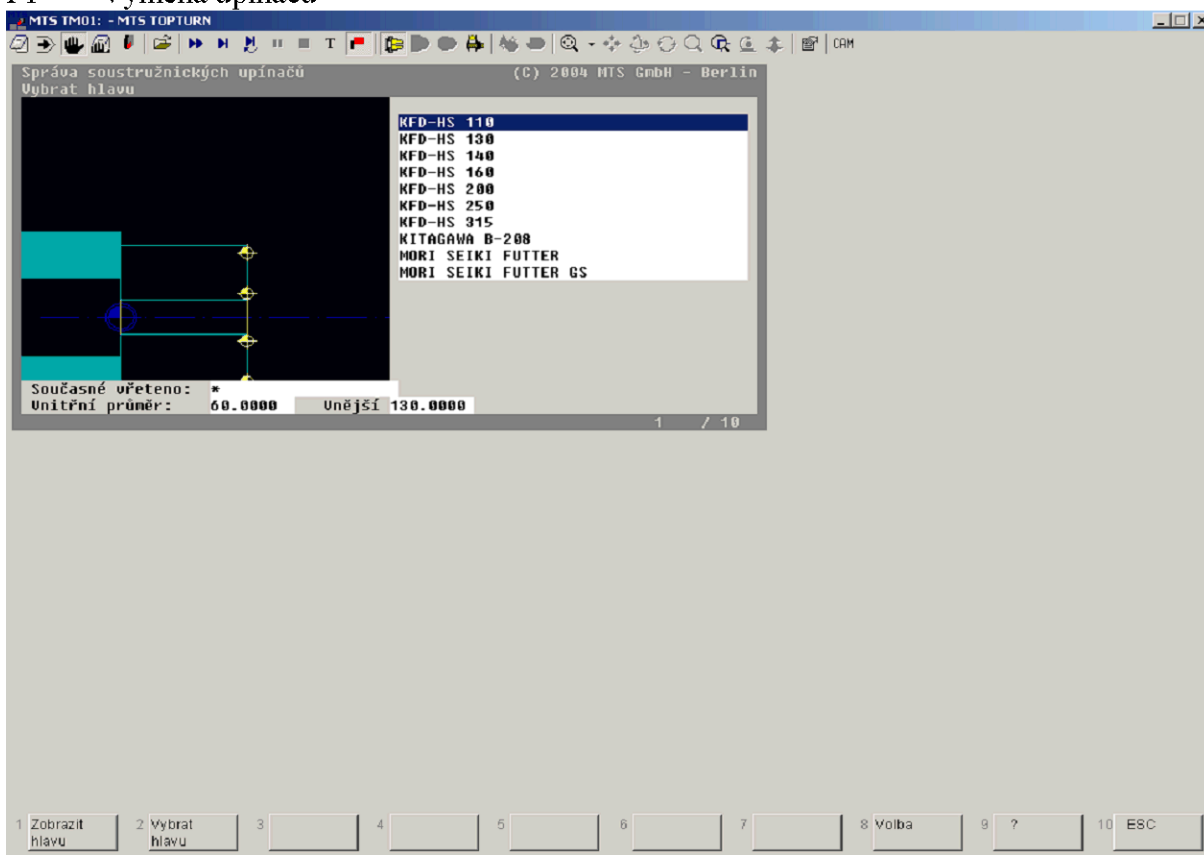 MTS TM01: - MTS TOPTURN
T CAM
Správa soustružnických upínačů (C) 2004 MTS GmbH - Berlin
Vybrat hlavu
KFD-HS 110
KFD-HS 130
KFD-HS 140
KFD-HS 160
KFD-HS 200
KFD-HS 250
KFD-HS 315
KITAGAWA B-208
MORI SEIKI FUTTER
MORI SEIKI FUTTER GS
Současné vřeteno: *
Vnitřní průměr: 60.0000 Vnější 130.0000
1 / 10
1 Zobrazit hlavu 2 Vybrat hlavu 3 4 5 6 7 8 Volba 9 ? 10 ESC